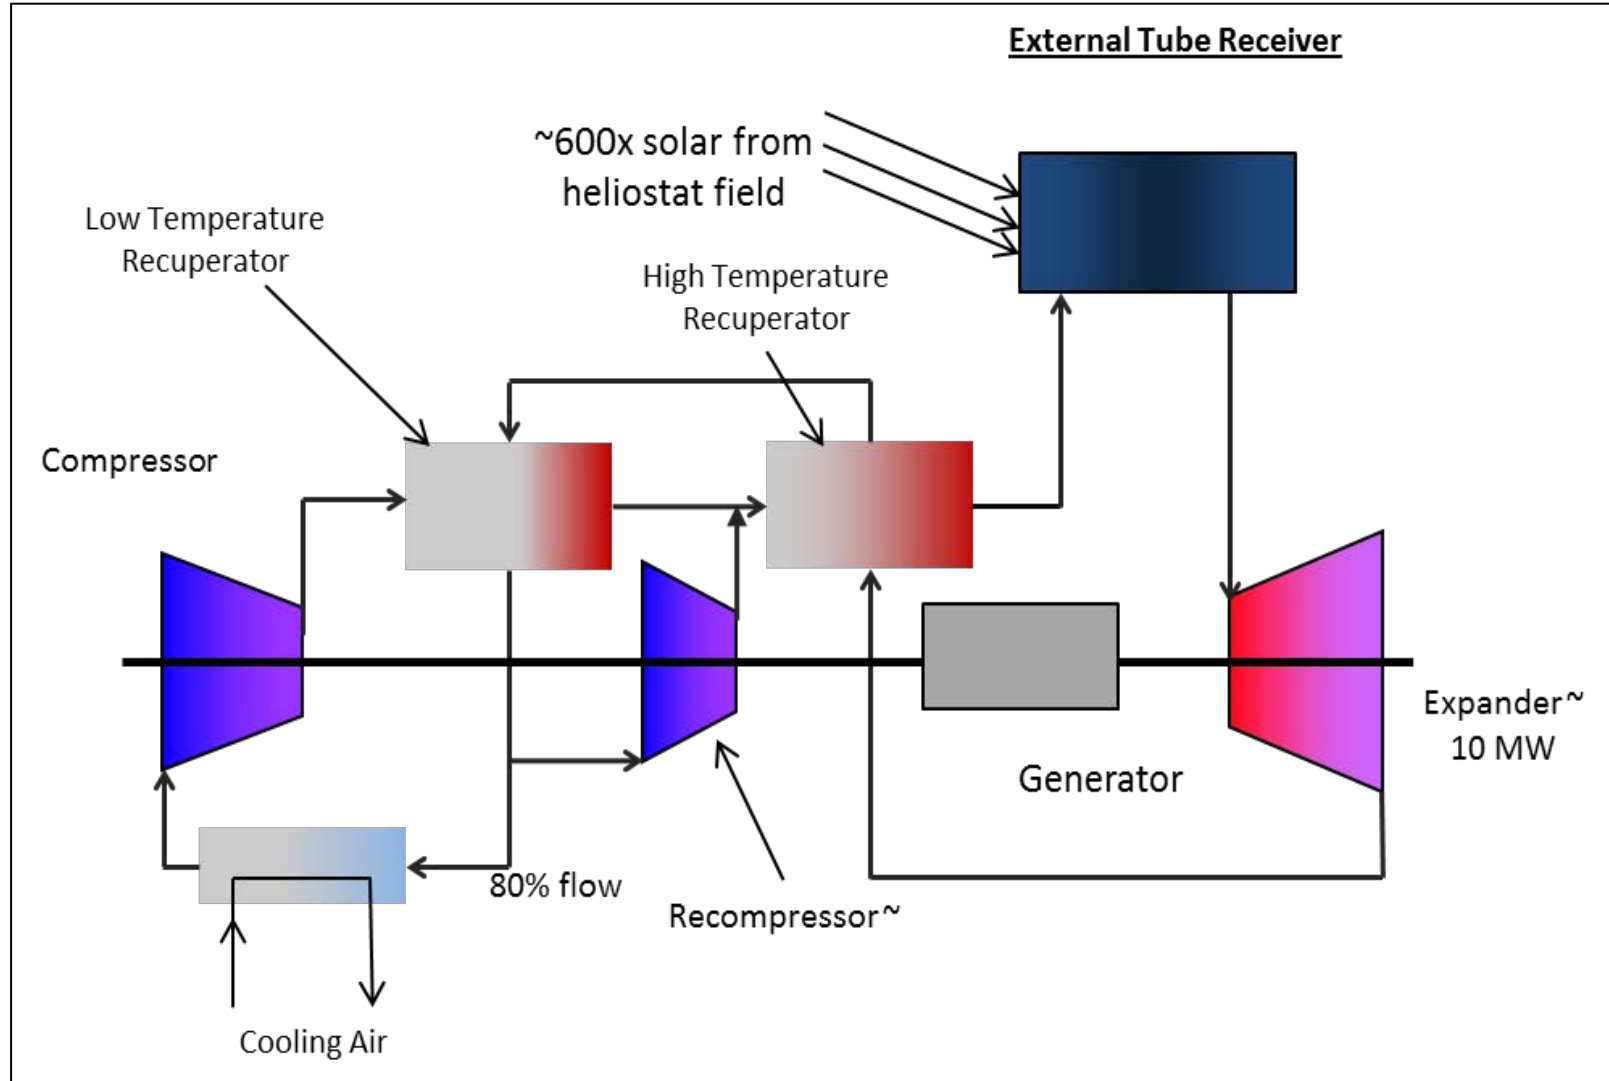 External Tube Receiver
~600x solar from
heliostat field
Low Temperature
Recuperator
High Temperature
Recuperator
Compressor
Expander~
10 MW
Generator
80% flow
Recompressor~
Cooling Air